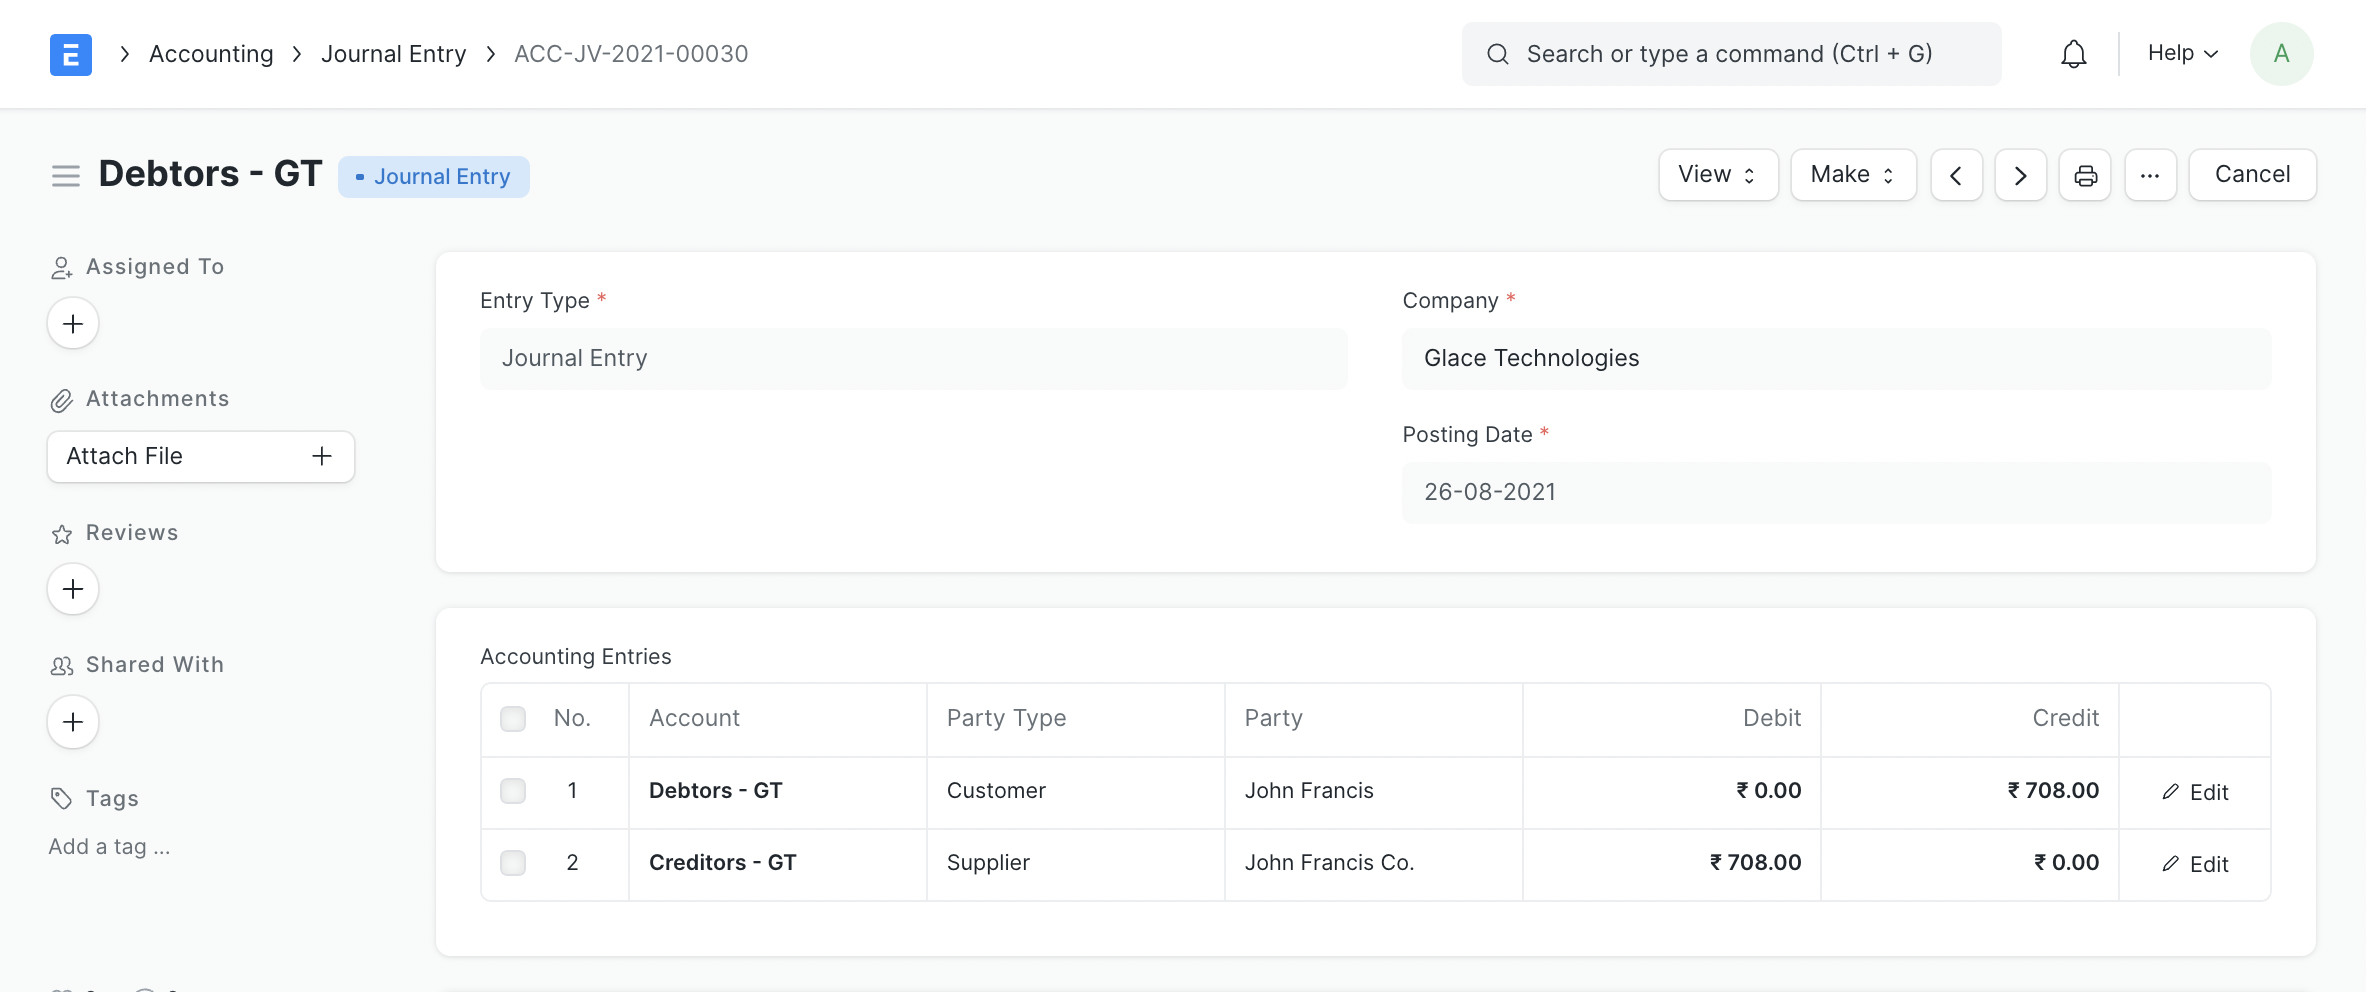 E
Accounting
Journal Entry
ACC-JV-2021-00030
Search or type a command (Ctrl + G)
Help
A
Debtors - GT
Journal Entry
View
Make
Cancel
Assigned To
Attachments
Attach File
Reviews
Shared With
Tags
Add a tag ...
Entry Type *
Journal Entry
Company *
Glace Technologies
Posting Date *
26-08-2021
Accounting Entries
No. Account Party Type Party Debit Credit
1 Debtors - GT Customer John Francis ₹ 0.00 ₹ 708.00 Edit
2 Creditors - GT Supplier John Francis Co. ₹ 708.00 ₹ 0.00 Edit